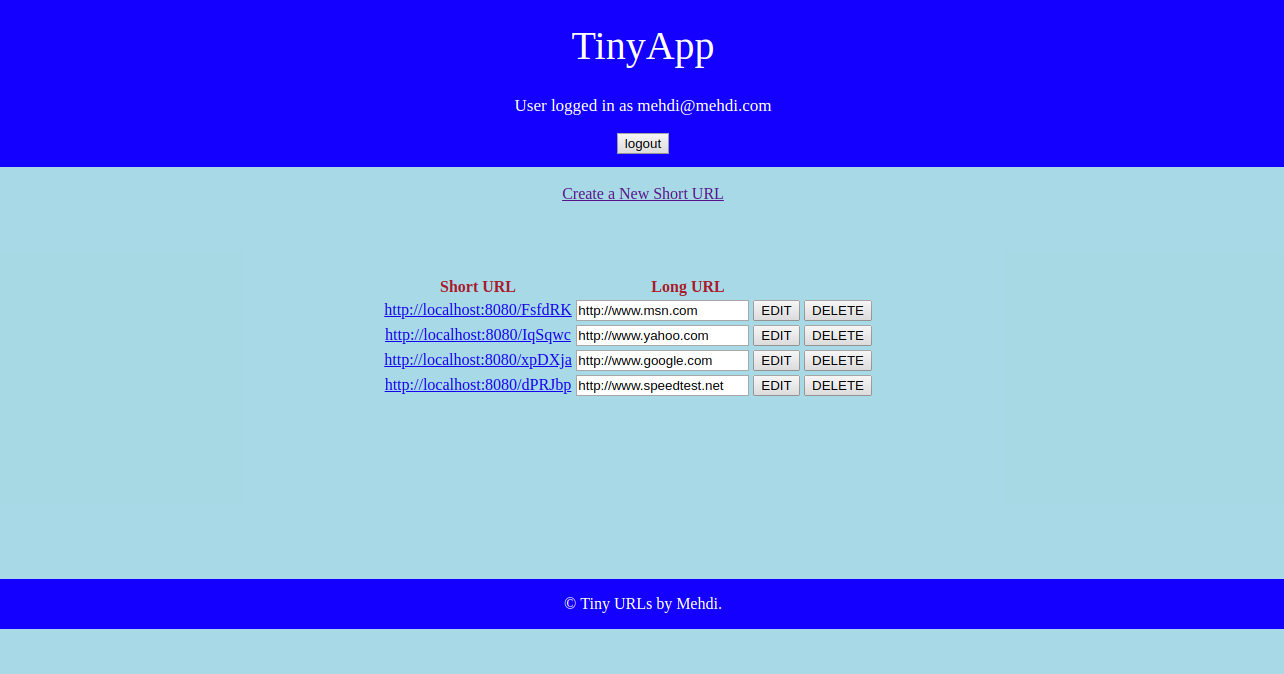 TinyApp
User logged in as mehdi@mehdi.com
logout
Create a New Short URL
Short URL Long URL
http://localhost:8080/FsfdRK http://www.msn.com EDIT DELETE
http://localhost:8080/IqSqwc http://www.yahoo.com EDIT DELETE
http://localhost:8080/xpDXja http://www.google.com EDIT DELETE
http://localhost:8080/dPRJbp http://www.speedtest.net EDIT DELETE
© Tiny URLs by Mehdi.